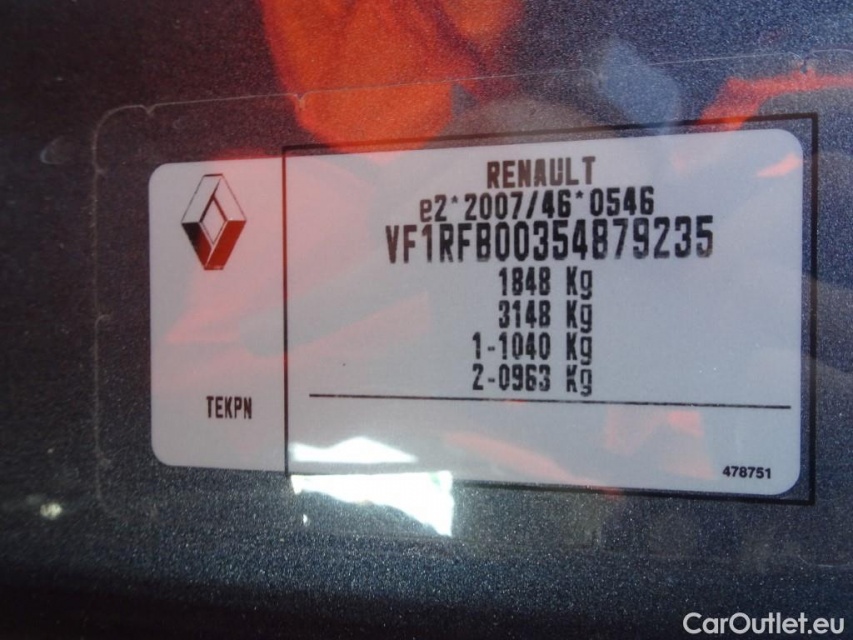 RENAULT
e2*2007/46*0546
VF1RFB00354879235
1848 Kg
3148 Kg
1-1040 Kg
2-0963 Kg
TEKPN
478751
CarOutlet.eu